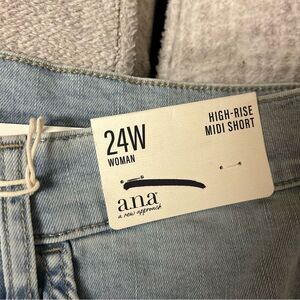 24W
WOMAN
HIGH-RISE
MIDI SHORT
a.n.a
a new approach